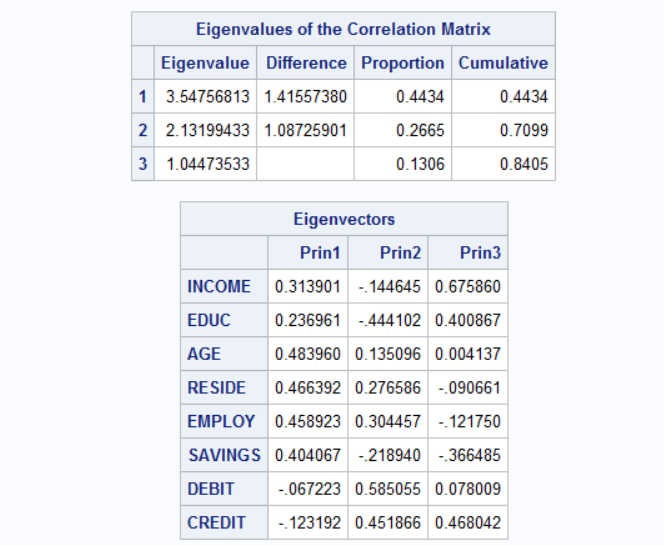 Eigenvalues of the Correlation Matrix
Eigenvalue Difference Proportion Cumulative
1 3.54756813 1.41557380 0.4434 0.4434
2 2.13199433 1.08725901 0.2665 0.7099
3 1.04473533 0.1306 0.8405
Eigenvectors
Prin1 Prin2 Prin3
INCOME 0.313901 -.144645 0.675860
EDUC 0.236961 -.444102 0.400867
AGE 0.483960 0.135096 0.004137
RESIDE 0.466392 0.276586 -.090661
EMPLOY 0.458923 0.304457 -.121750
SAVINGS 0.404067 -.218940 -.366485
DEBIT -.067223 0.585055 0.078009
CREDIT -.123192 0.451866 0.468042